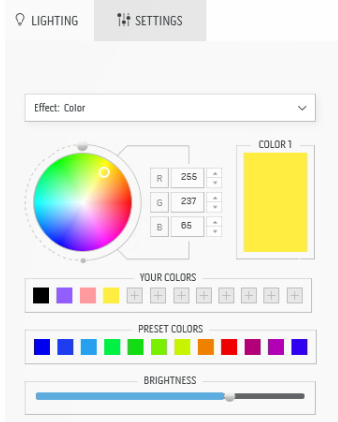 LIGHTING
SETTINGS
Effect: Color
COLOR 1
R 255
G 237
B 65
YOUR COLORS
PRESET COLORS
BRIGHTNESS